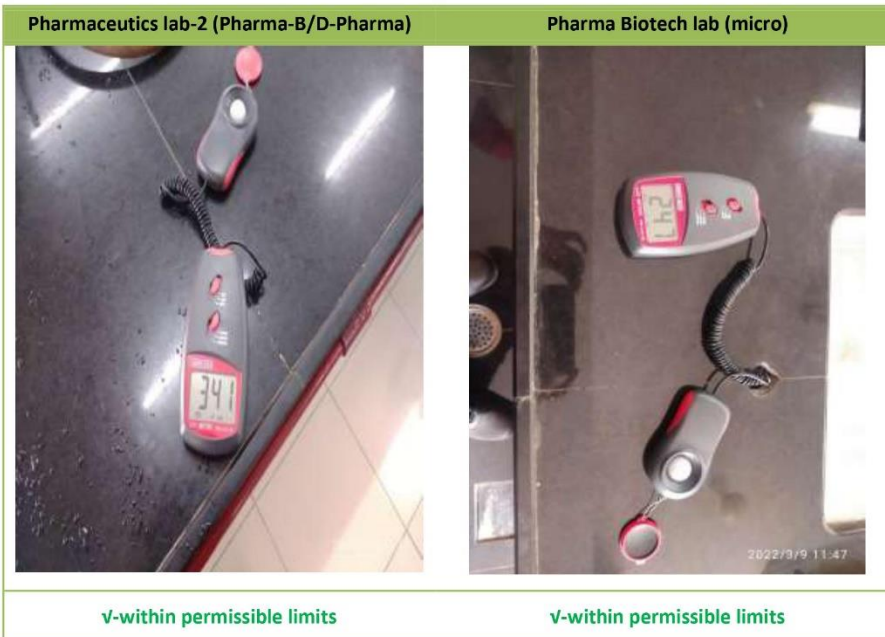 Pharmaceutics lab-2 (Pharma-B/D-Pharma)
Pharma Biotech lab (micro)
341
241
2022/3/9 11:47
√-within permissible limits
√-within permissible limits